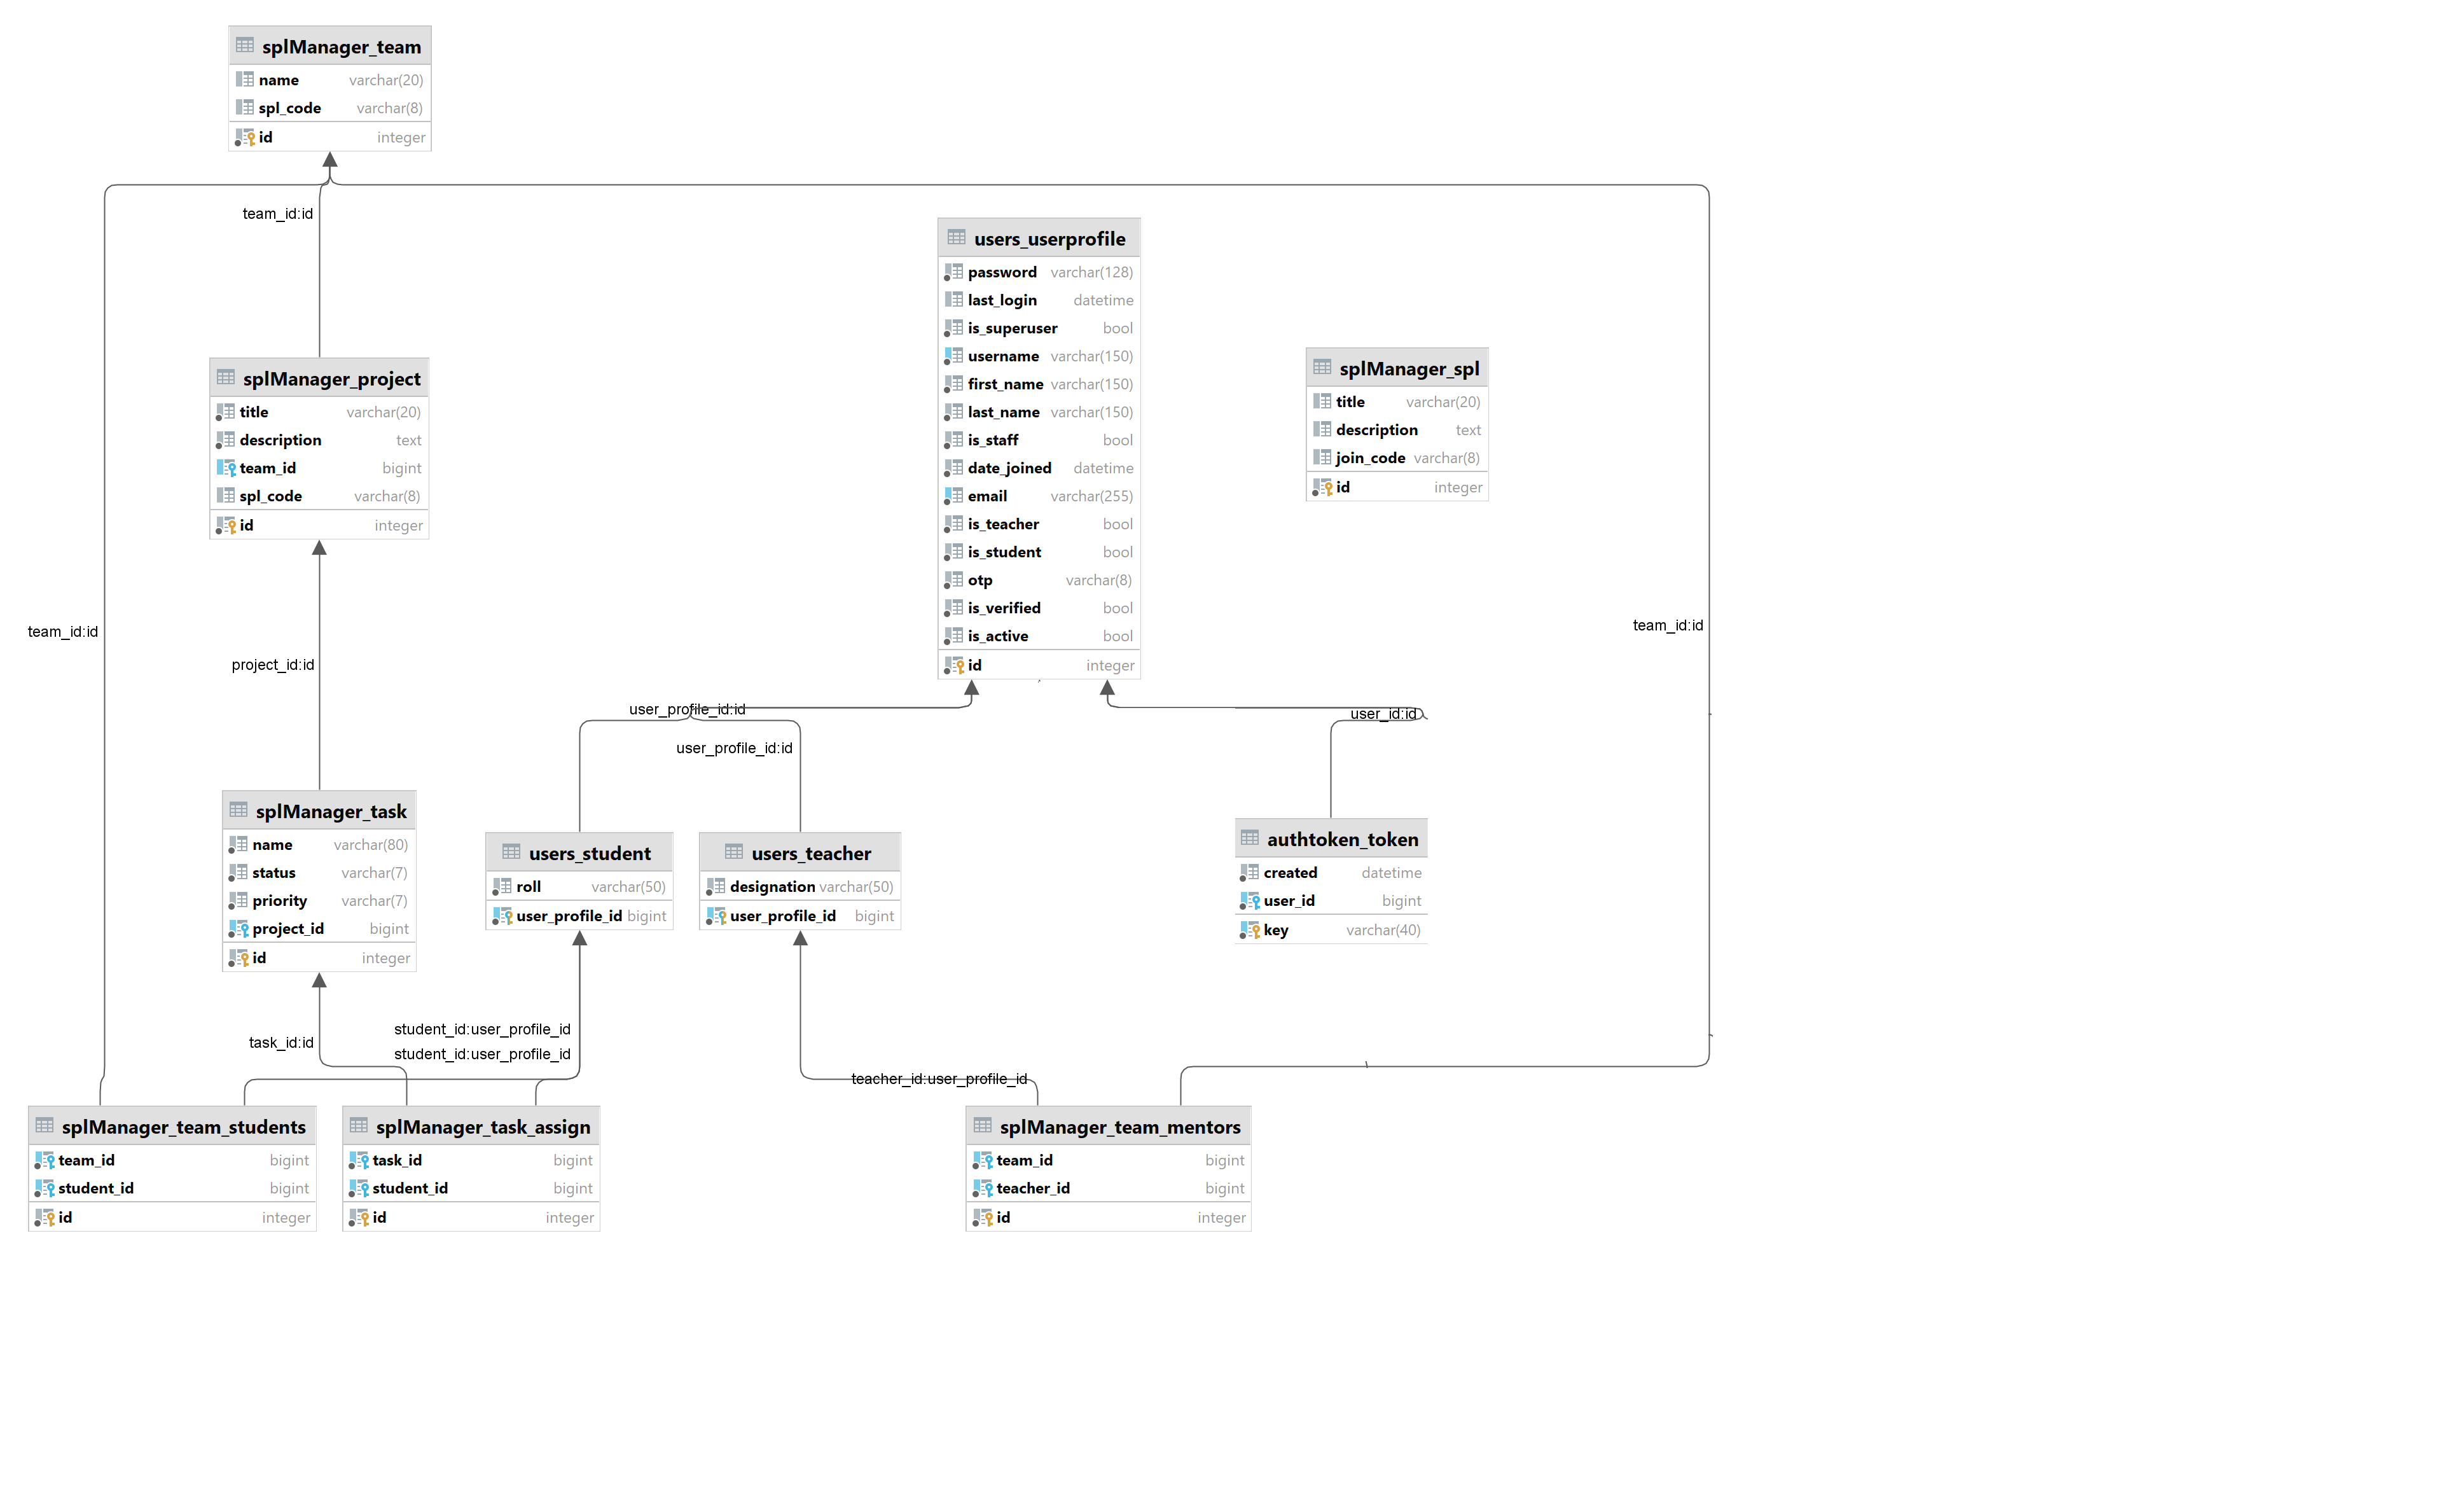 splManager_team
name varchar(20)
spl_code varchar(8)
id integer
team_id:id
users_userprofile
password varchar(128)
last_login datetime
is_superuser bool
username varchar(150)
first_name varchar(150)
last_name varchar(150)
is_staff bool
date_joined datetime
email varchar(255)
is_teacher bool
is_student bool
otp varchar(8)
is_verified bool
is_active bool
id integer
splManager_spl
title varchar(20)
description text
join_code varchar(8)
id integer
splManager_project
title varchar(20)
description text
team_id bigint
spl_code varchar(8)
id integer
team_id:id
team_id:id
project_id:id
user_profile_id:id
user_id:id
user_profile_id:id
splManager_task
name varchar(80)
status varchar(7)
priority varchar(7)
project_id bigint
id integer
users_student
roll varchar(50)
user_profile_id bigint
users_teacher
designation varchar(50)
user_profile_id bigint
authtoken_token
created datetime
user_id bigint
key varchar(40)
student_id:user_profile_id
task_id:id
student_id:user_profile_id
teacher_id:user_profile_id
splManager_team_students
team_id bigint
student_id bigint
id integer
splManager_task_assign
task_id bigint
student_id bigint
id integer
splManager_team_mentors
team_id bigint
teacher_id bigint
id integer